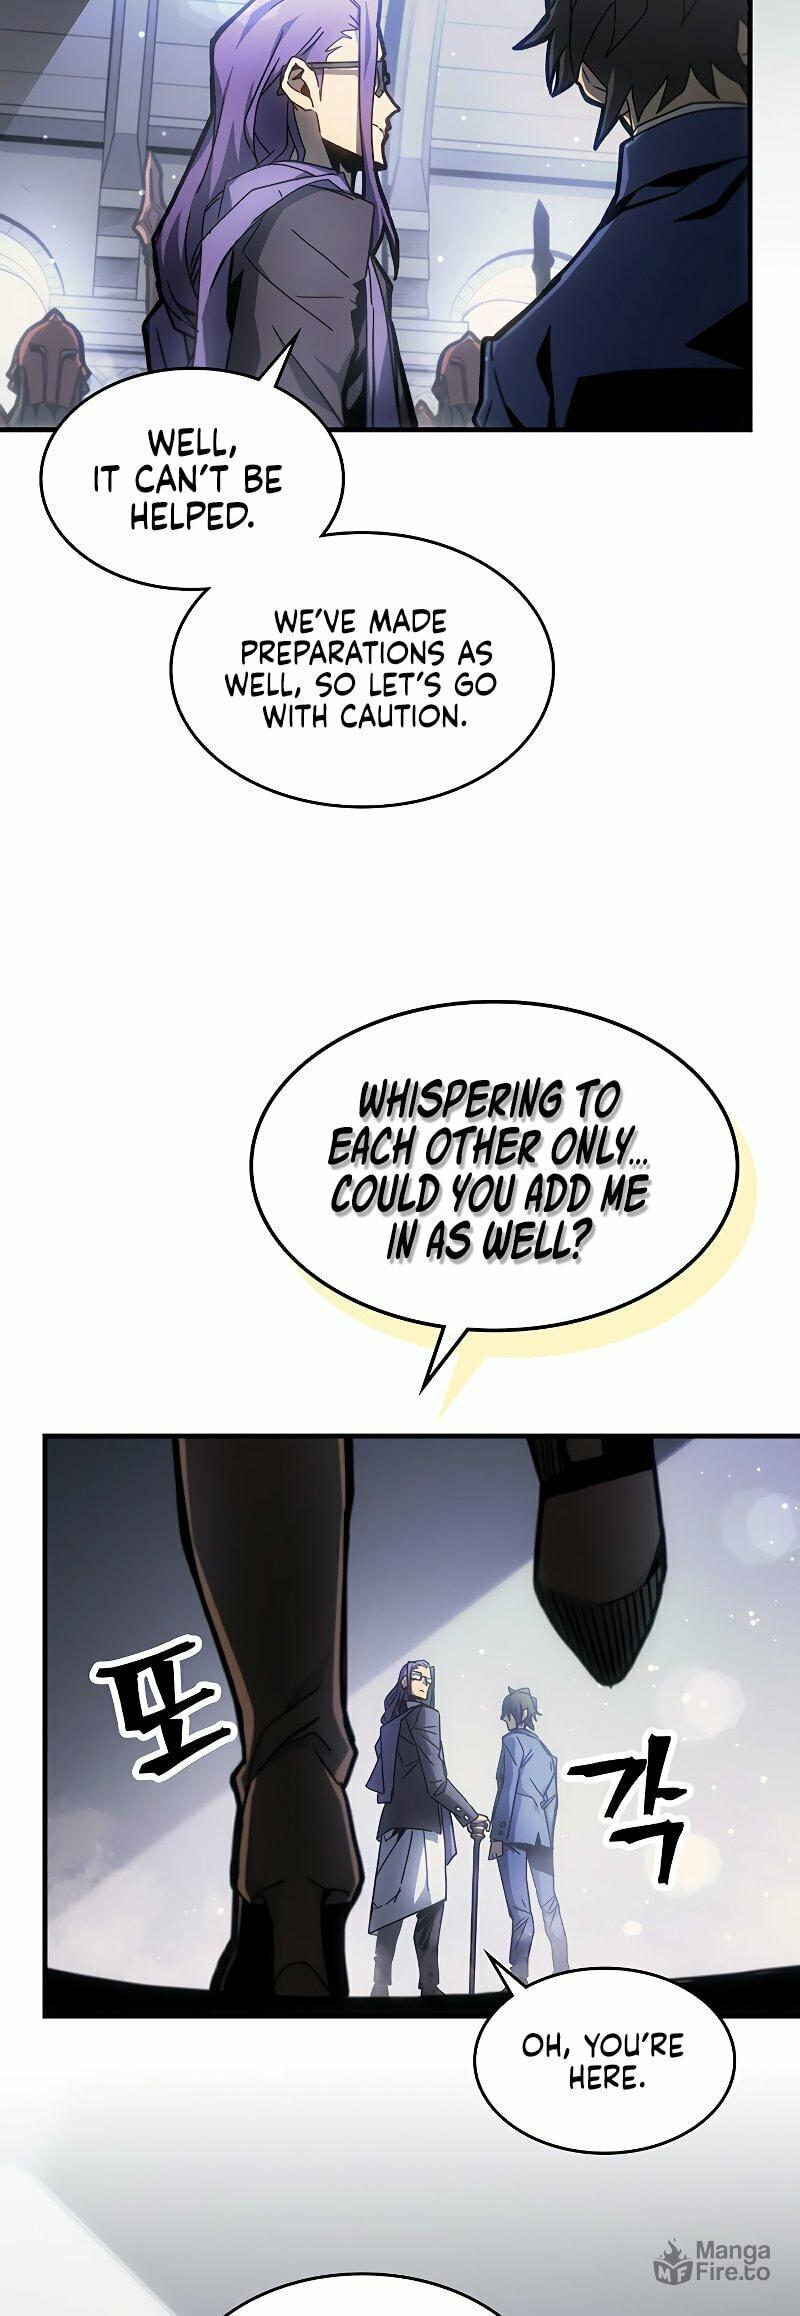 WELL,
IT CAN'T BE
HELPED.
WE'VE MADE
PREPARATIONS AS
WELL, SO LET'S GO
WITH CAUTION.
WHISPERING TO
EACH OTHER ONLY...
COULD YOU ADD ME
IN AS WELL?
또
각
OH, YOU'RE
HERE.
Manga
MF Fire.to